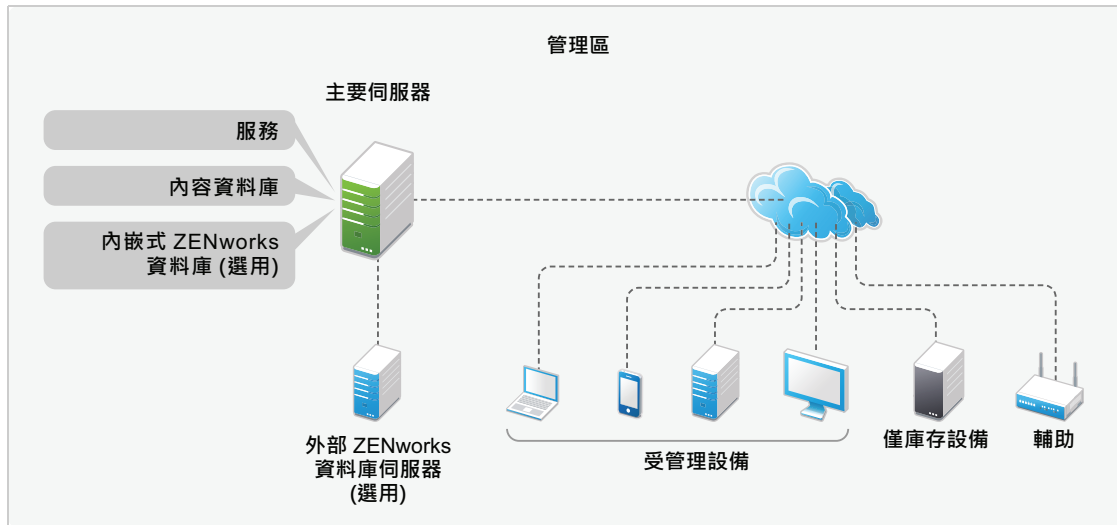 管理區
主要伺服器
服務
內容資料庫
內嵌式 ZENworks
資料庫 (選用)
外部 ZENworks
資料庫伺服器
(選用)
受管理設備
僅庫存設備
輔助